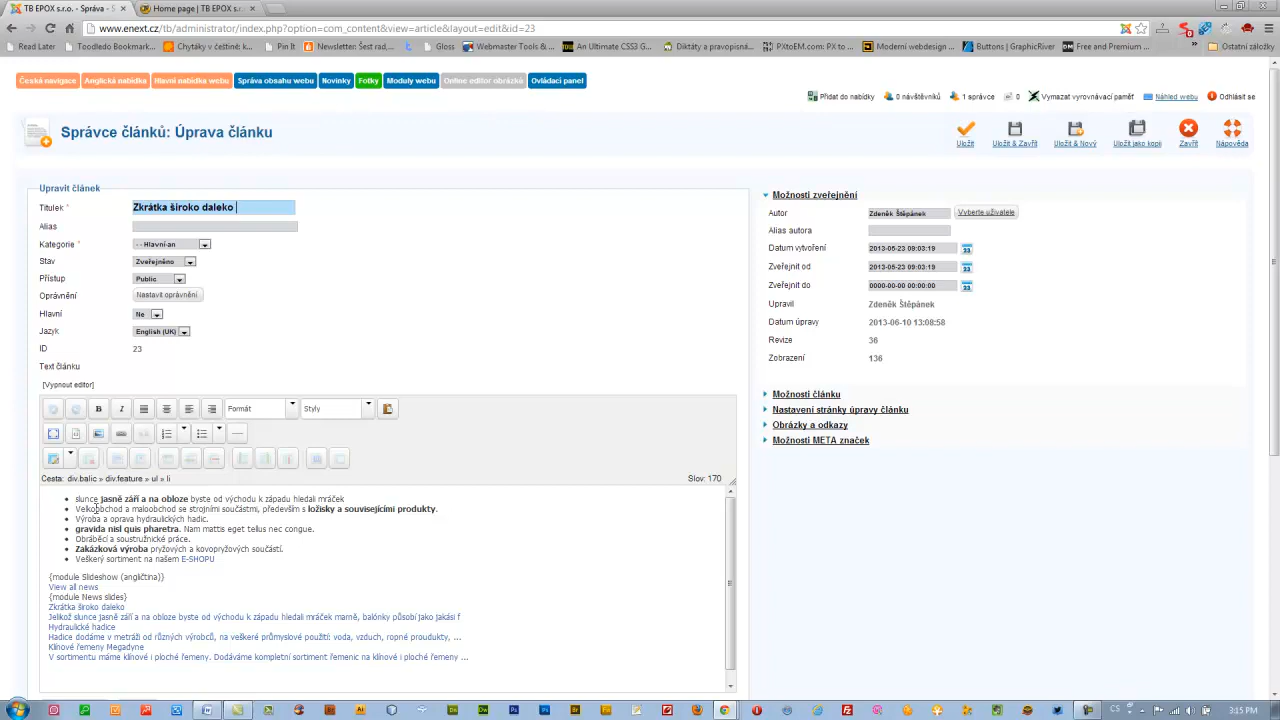 TB EPOX s.r.o. - Správa -
Home page | TB EPOX s.r.o.
www.enext.cz/tb/administrator/index.php?option=com_content&view=article&layout=edit&id=23
Read Later
Toodledo Bookmark...
Chytáky v češtině: k...
Pin It
Newsletter: Šest rad,...
Gloss
Webmaster Tools &...
An Ultimate CSS3 G...
Diktáty a pravopisná...
PXtoEM.com: PX to ...
Modern webdesign ...
Buttons | GraphicRiver
Free and Premium ...
Ostatní záložky
Česká navigace
Anglická nabídka
Hlavní nabídka webu
Správa obsahu webu
Novinky
Fotky
Moduly webu
Online editor obrázků
Ovládací panel
Přidat do nabídky
0 návštěvníků
1 správce
0
Vymazat vyrovnávací paměť
Náhled webu
Odhlásit se
Správce článků: Úprava článku
Uložit
Uložit & Zavřít
Uložit & Nový
Uložit jako kopii
Zavřít
Nápověda
Upravit článek
Titulek *
Zkrátka široko daleko
Alias
Kategorie *
- - Hlavní-an
Stav
Zveřejněno
Přístup
Public
Oprávnění
Nastavit oprávnění
Hlavní
Ne
Jazyk
English (UK)
ID
23
Text článku
[Vypnout editor]
Formát
Styly
Cesta: div.balic » div.feature » ul » li
Slov: 170
slunce jasně září a na obloze byste od východu k západu hledali mráček
Velkoobchod a maloobchod se strojními součástmi, především s ložisky a souvisejícími produkty.
Výroba a oprava hydraulických hadic.
gravida nisl quis pharetra. Nam mattis eget tellus nec congue.
Obráběcí a soustružnické práce.
Zakázková výroba pryžových a kovopryžových součástí.
Veškerý sortiment na našem E-SHOPU
{module Slideshow (angličtina)}
View all news
{module News slides}
Zkrátka široko daleko
Jelikož slunce jasně září a na obloze byste od východu k západu hledali mráček marně, balónky působí jako jakási f
Hydraulické hadice
Hadice dodáme v metráži od různých výrobců, na veškeré průmyslové použití: voda, vzduch, ropné proudukty, ...
Klínové řemeny Megadyne
V sortimentu máme klínové i ploché řemeny. Dodáváme kompletní sortiment řemenic na klínové i ploché řemeny ...
Možnosti zveřejnění
Autor
Zdeněk Štěpánek
Vyberte uživatele
Alias autora
Datum vytvoření
2013-05-23 09:03:19
Zveřejnit od
2013-05-23 09:03:19
Zveřejnit do
0000-00-00 00:00:00
Upravil
Zdeněk Štěpánek
Datum úpravy
2013-06-10 13:08:58
Revize
36
Zobrazení
136
Možnosti článku
Nastavení stránky úpravy článku
Obrázky a odkazy
Možnosti META značek
CS
3:15 PM